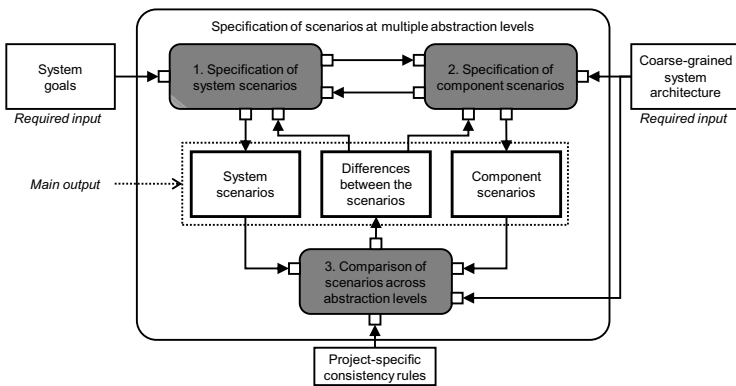 Specification of scenarios at multiple abstraction levels
System
goals
Required input
1. Specification of
system scenarios
2. Specification of
component scenarios
Coarse-grained
system
architecture
Required input
Main output
System
scenarios
Differences
between the
scenarios
Component
scenarios
3. Comparison of
scenarios across
abstraction levels
Project-specific
consistency rules